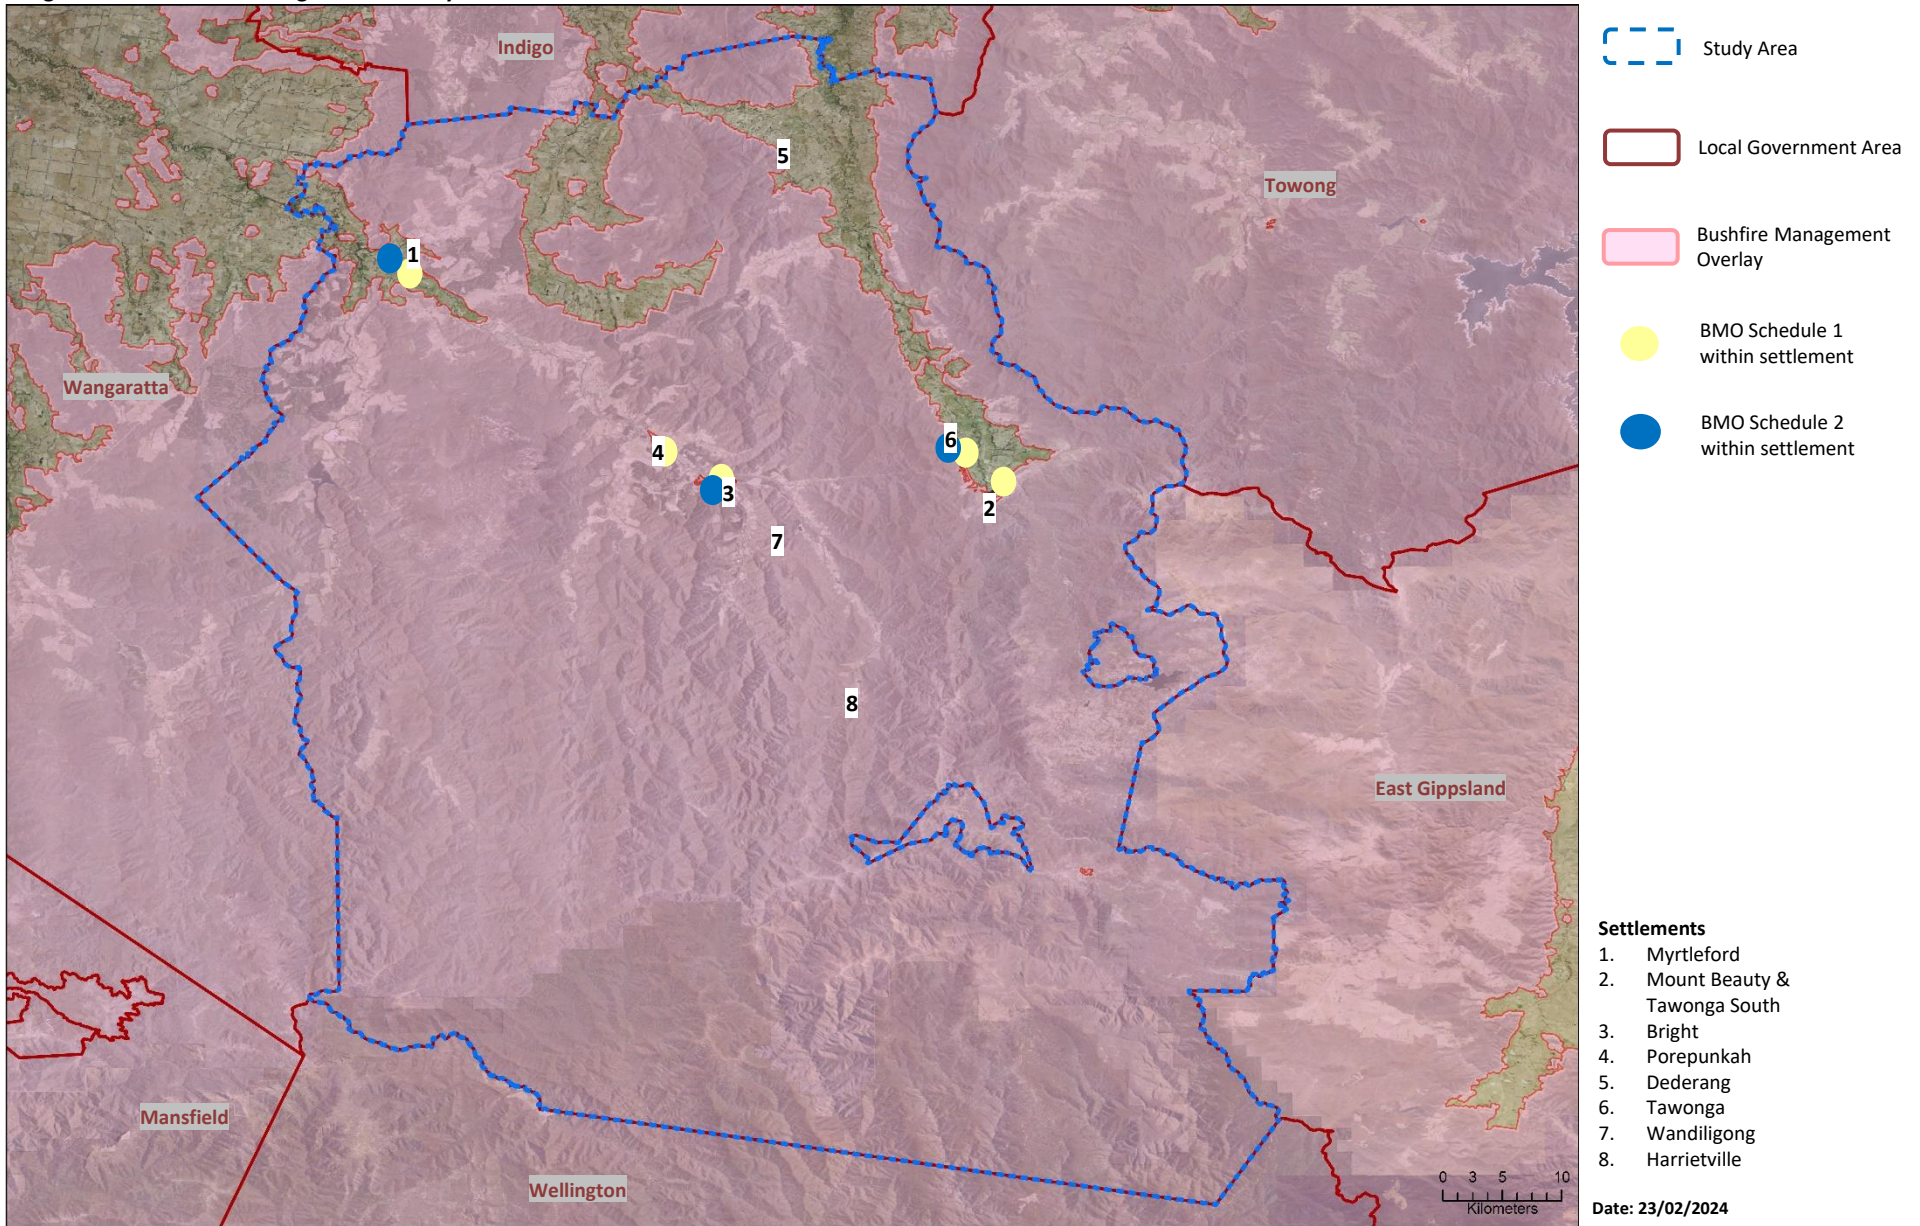 Indigo
Towong
Wangaratta
East Gippsland
Mansfield
Wellington
1
5
4
3
6
2
7
8
0 3 5 10
Kilometers
Study Area
Local Government Area
Bushfire Management
Overlay
BMO Schedule 1
within settlement
BMO Schedule 2
within settlement
Settlements
1. Myrtleford
2. Mount Beauty &
Tawonga South
3. Bright
4. Porepunkah
5. Dederang
6. Tawonga
7. Wandiligong
8. Harrietville
Date: 23/02/2024